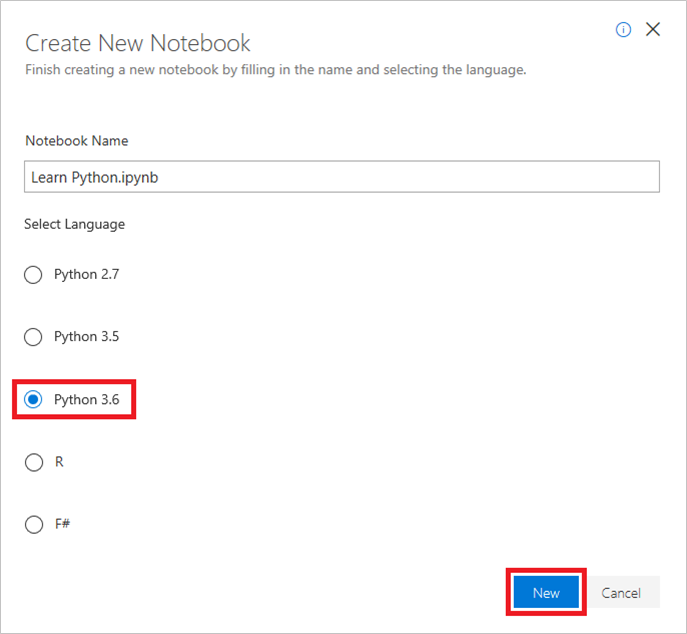 Create New Notebook
Finish creating a new notebook by filling in the name and selecting the language.
Notebook Name
Learn Python.ipynb
Select Language
Python 2.7
Python 3.5
Python 3.6
R
F#
New
Cancel